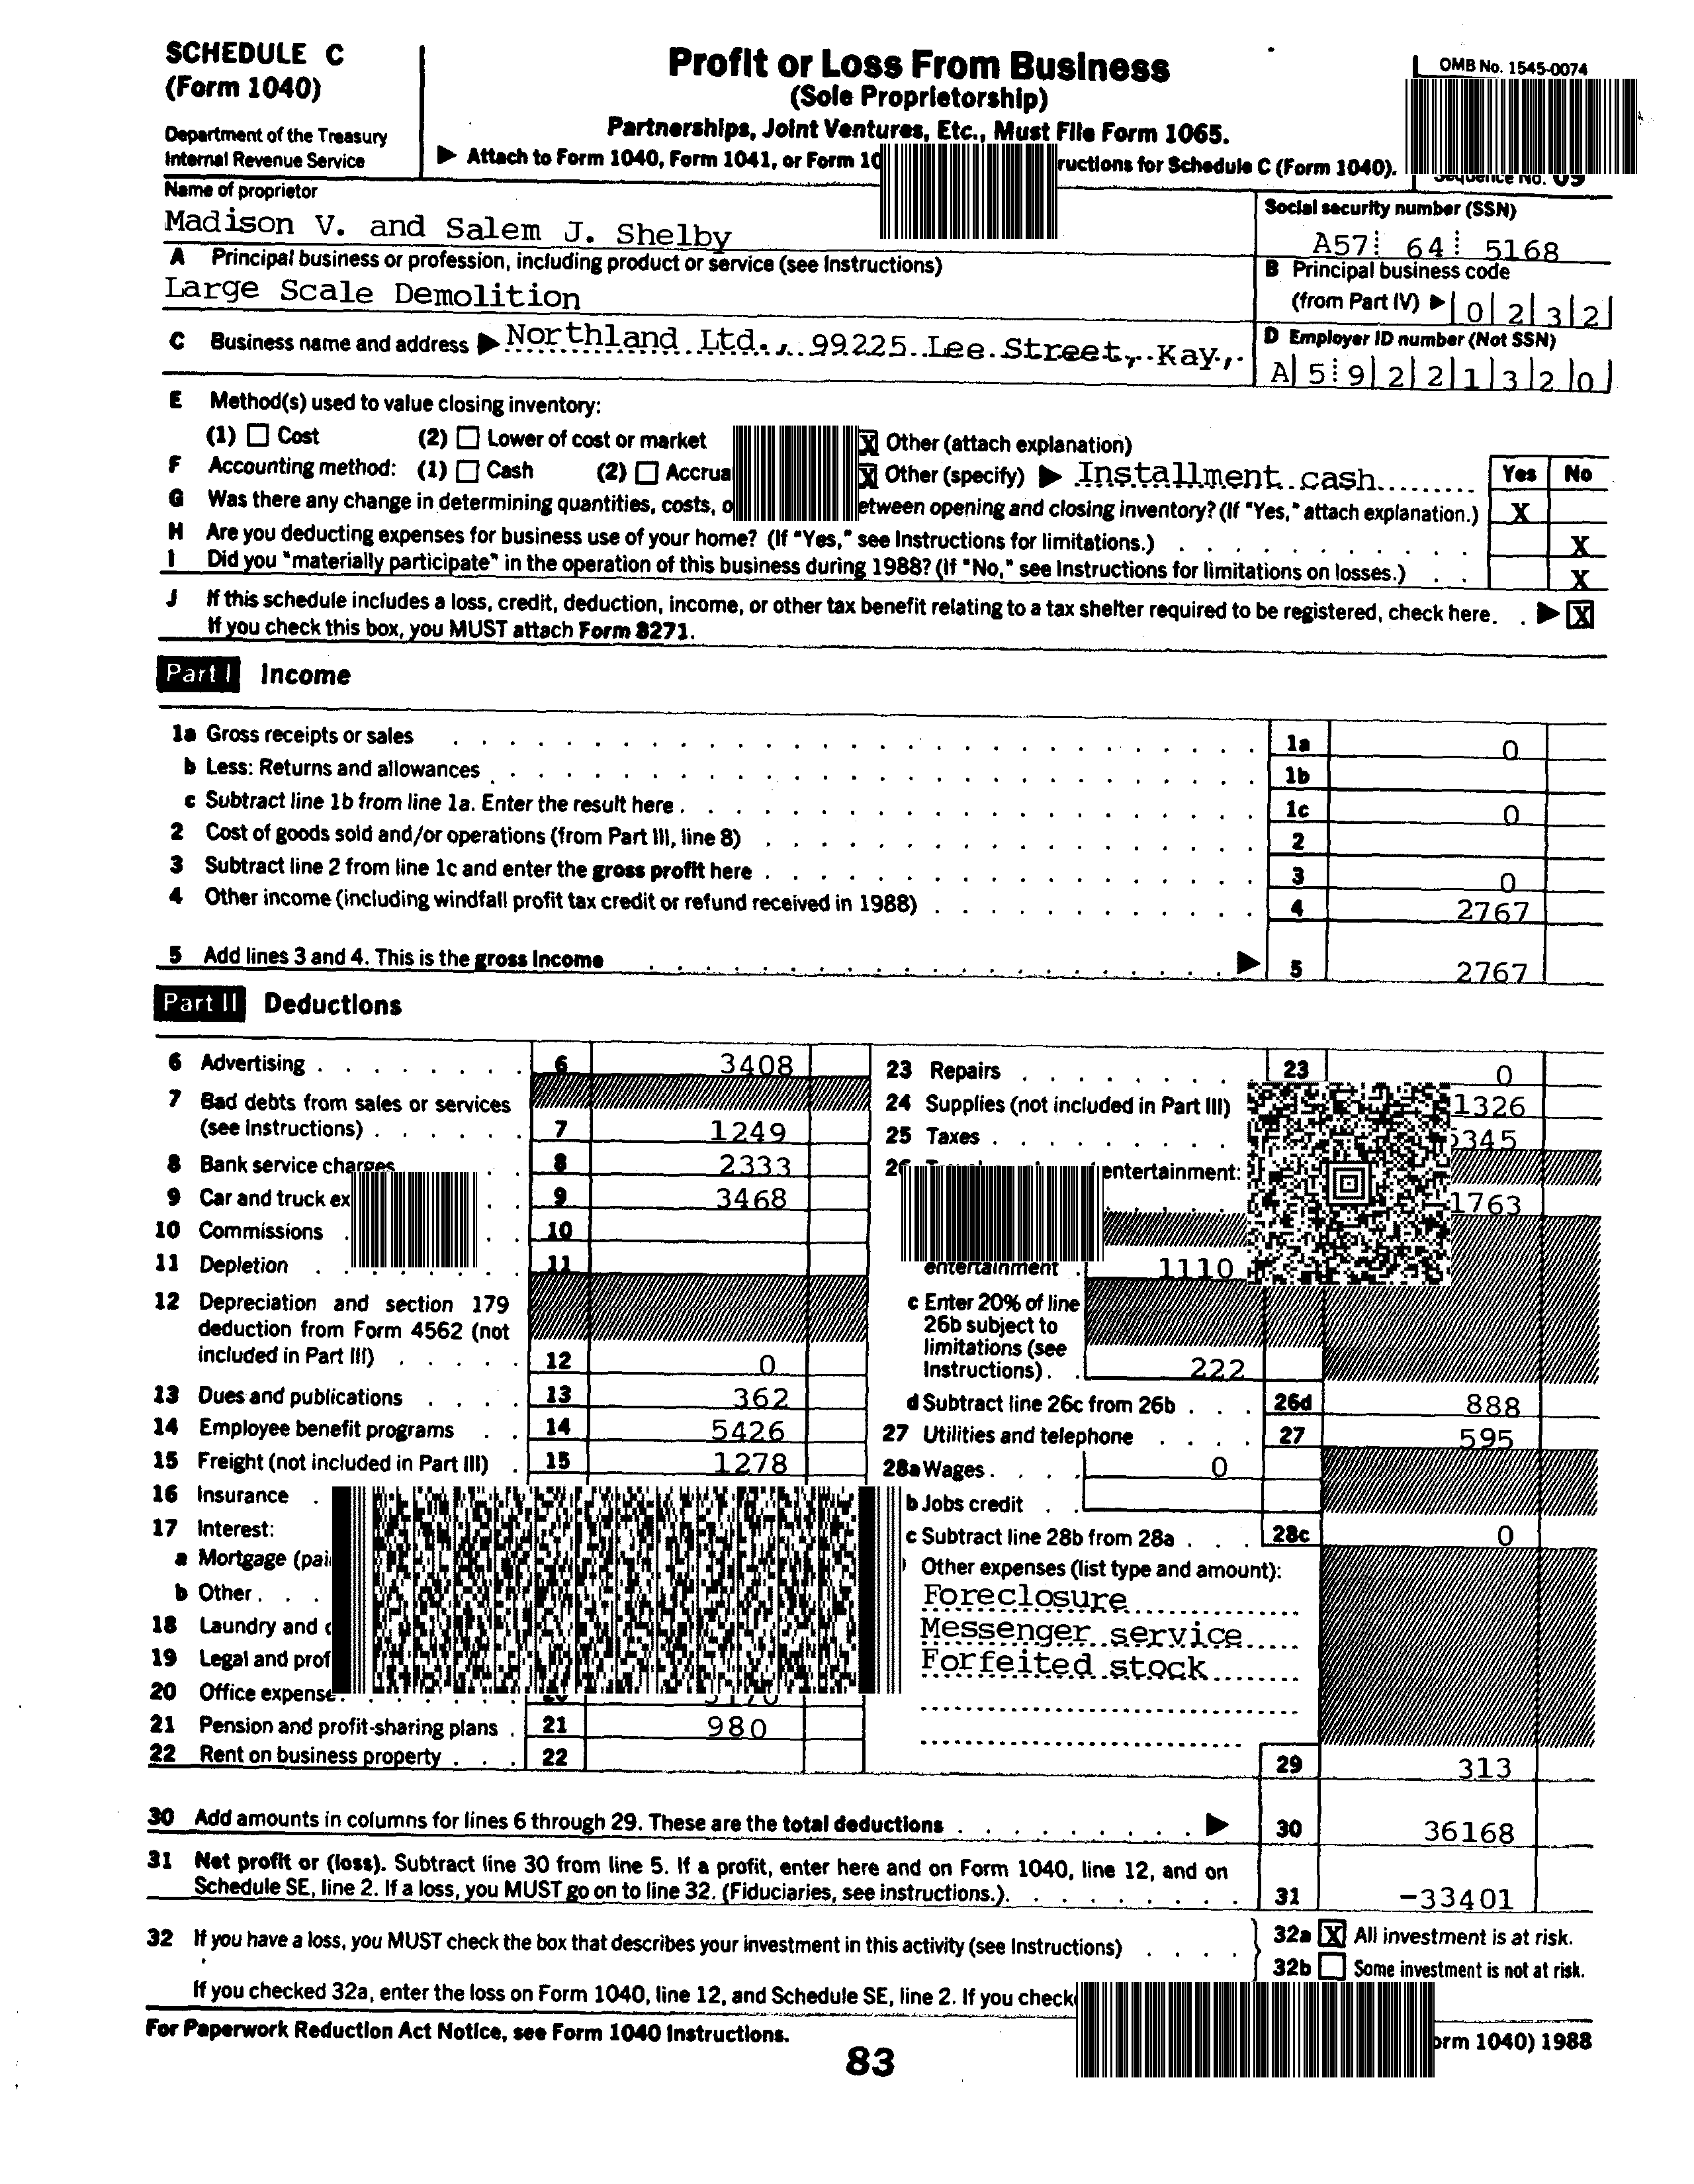 SCHEDULE C
(Form 1040)
Department of the Treasury
Internal Revenue Service
Profit or Loss From Business
(Sole Proprietorship)
Partnerships, Joint Ventures, Etc., Must File Form 1065.
▶ Attach to Form 1040, Form 1041, or Form ructions for Schedule C (Form 1040).
OMB No. 1545-0074
Sequence No. 09
Name of proprietor
Madison V. and Salem J. Shelby
Social security number (SSN)
A57 64 5168
A Principal business or profession, including product or service (see Instructions)
Large Scale Demolition
B Principal business code
(from Part IV) ▶ 0 2 3 2
C Business name and address ▶ Northland Ltd., 99225 Lee Street, Kay,
D Employer ID number (Not SSN)
A 5 9 2 2 1 3 2 0
E Method(s) used to value closing inventory:
(1) ☐ Cost (2) ☐ Lower of cost or market ☒ Other (attach explanation)
F Accounting method: (1) ☐ Cash (2) ☐ Accrua ☒ Other (specify) ▶ Installment cash
Yes No
G Was there any change in determining quantities, costs, o etween opening and closing inventory? (If "Yes," attach explanation.) X
H Are you deducting expenses for business use of your home? (If "Yes," see Instructions for limitations.) X
I Did you "materially participate" in the operation of this business during 1988? (If "No," see Instructions for limitations on losses.) X
J If this schedule includes a loss, credit, deduction, income, or other tax benefit relating to a tax shelter required to be registered, check here. ▶ ☒
If you check this box, you MUST attach Form 8271.
Part I Income
1a Gross receipts or sales 1a 0
b Less: Returns and allowances 1b
c Subtract line 1b from line 1a. Enter the result here 1c 0
2 Cost of goods sold and/or operations (from Part III, line 8) 2
3 Subtract line 2 from line 1c and enter the gross profit here 3 0
4 Other income (including windfall profit tax credit or refund received in 1988) 4 2767
5 Add lines 3 and 4. This is the gross income ▶ 5 2767
Part II Deductions
6 Advertising 6 3408
7 Bad debts from sales or services
(see Instructions) 7 1249
8 Bank service charges 8 2333
9 Car and truck ex 9 3468
10 Commissions 10
11 Depletion 11
12 Depreciation and section 179
deduction from Form 4562 (not
included in Part III) 12 0
13 Dues and publications 13 362
14 Employee benefit programs 14 5426
15 Freight (not included in Part III) 15 1278
16 Insurance
17 Interest:
a Mortgage (pai
b Other
18 Laundry and
19 Legal and prof
20 Office expense
21 Pension and profit-sharing plans 21 980
22 Rent on business property 22
23 Repairs 23 0
24 Supplies (not included in Part III) 1326
25 Taxes 345
entertainment:
1763
entertainment 1110
c Enter 20% of line
26b subject to
limitations (see
Instructions) 222
d Subtract line 26c from 26b 26d 888
27 Utilities and telephone 27 595
28a Wages 0
b Jobs credit
c Subtract line 28b from 28a 28c 0
Other expenses (list type and amount):
Foreclosure
Messenger service
Forfeited stock
29 313
30 Add amounts in columns for lines 6 through 29. These are the total deductions ▶ 30 36168
31 Net profit or (loss). Subtract line 30 from line 5. If a profit, enter here and on Form 1040, line 12, and on
Schedule SE, line 2. If a loss, you MUST go on to line 32. (Fiduciaries, see instructions.) 31 -33401
32 If you have a loss, you MUST check the box that describes your investment in this activity (see Instructions)
32a ☒ All investment is at risk.
32b ☐ Some investment is not at risk.
If you checked 32a, enter the loss on Form 1040, line 12, and Schedule SE, line 2. If you check
For Paperwork Reduction Act Notice, see Form 1040 Instructions.
orm 1040) 1988
83